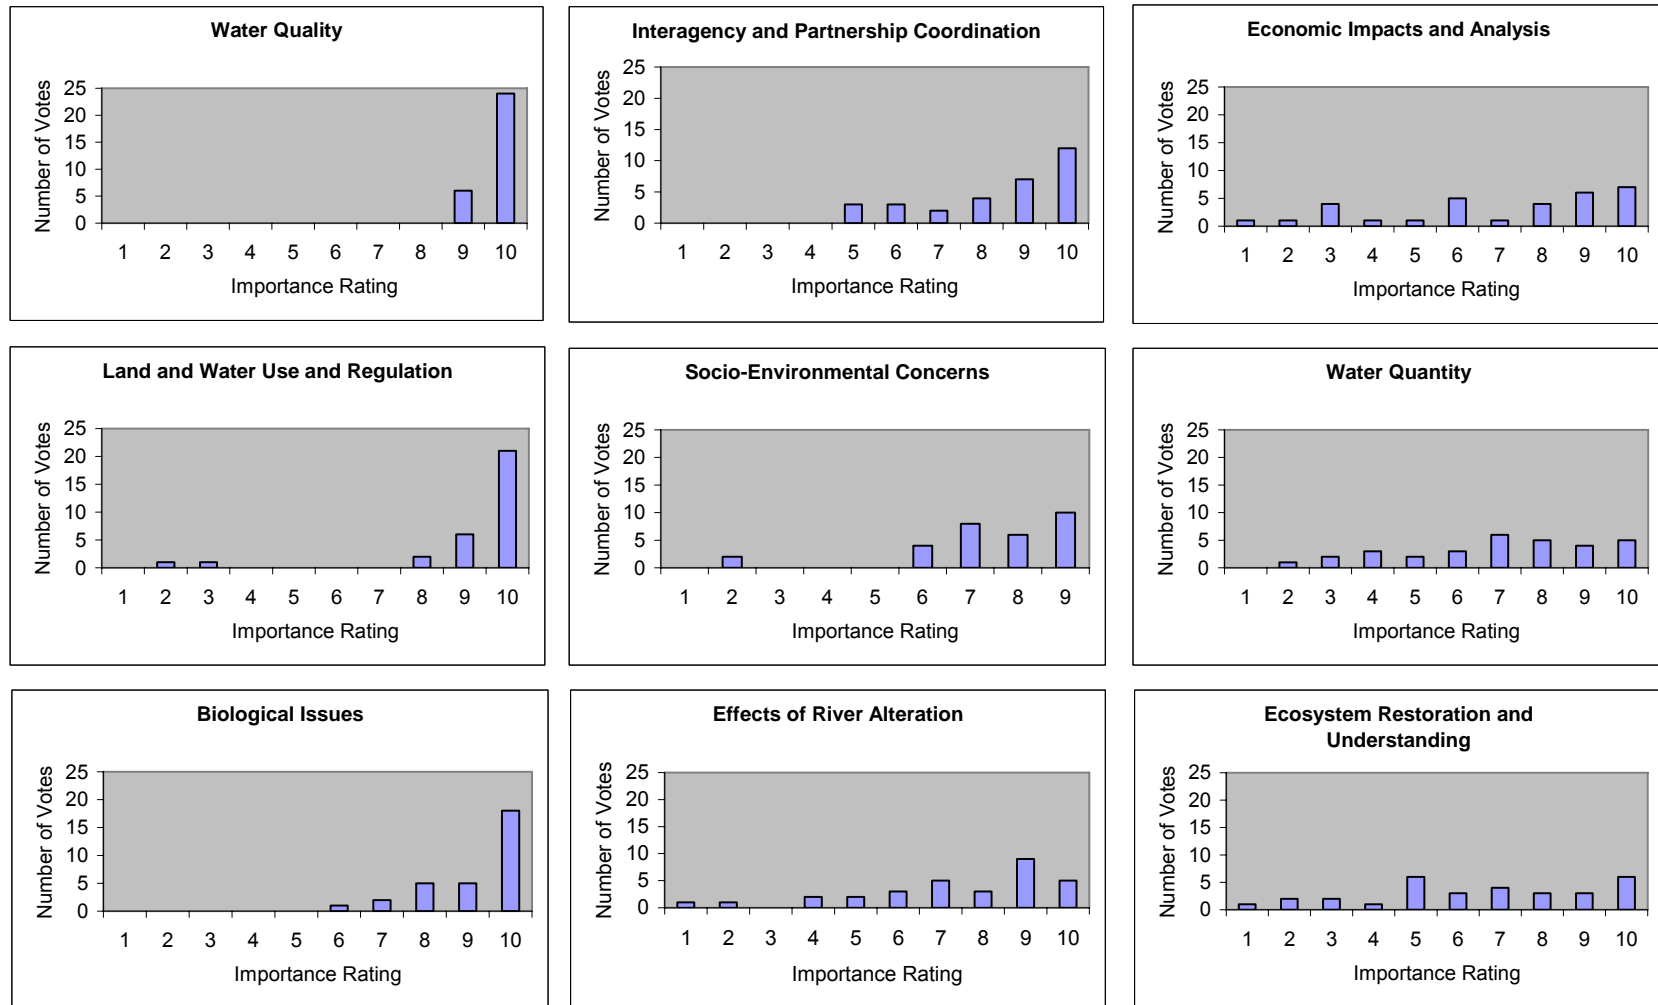 Water Quality
Number of Votes
25
20
15
10
5
0
1 2 3 4 5 6 7 8 9 10
Importance Rating
Interagency and Partnership Coordination
Number of Votes
25
20
15
10
5
0
1 2 3 4 5 6 7 8 9 10
Importance Rating
Economic Impacts and Analysis
Number of Votes
25
20
15
10
5
0
1 2 3 4 5 6 7 8 9 10
Importance Rating
Land and Water Use and Regulation
Number of Votes
25
20
15
10
5
0
1 2 3 4 5 6 7 8 9 10
Importance Rating
Socio-Environmental Concerns
Number of Votes
25
20
15
10
5
0
1 2 3 4 5 6 7 8 9
Importance Rating
Water Quantity
Number of Votes
25
20
15
10
5
0
1 2 3 4 5 6 7 8 9 10
Importance Rating
Biological Issues
Number of Votes
25
20
15
10
5
0
1 2 3 4 5 6 7 8 9 10
Importance Rating
Effects of River Alteration
Number of Votes
25
20
15
10
5
0
1 2 3 4 5 6 7 8 9 10
Importance Rating
Ecosystem Restoration and
Understanding
Number of Votes
25
20
15
10
5
0
1 2 3 4 5 6 7 8 9 10
Importance Rating